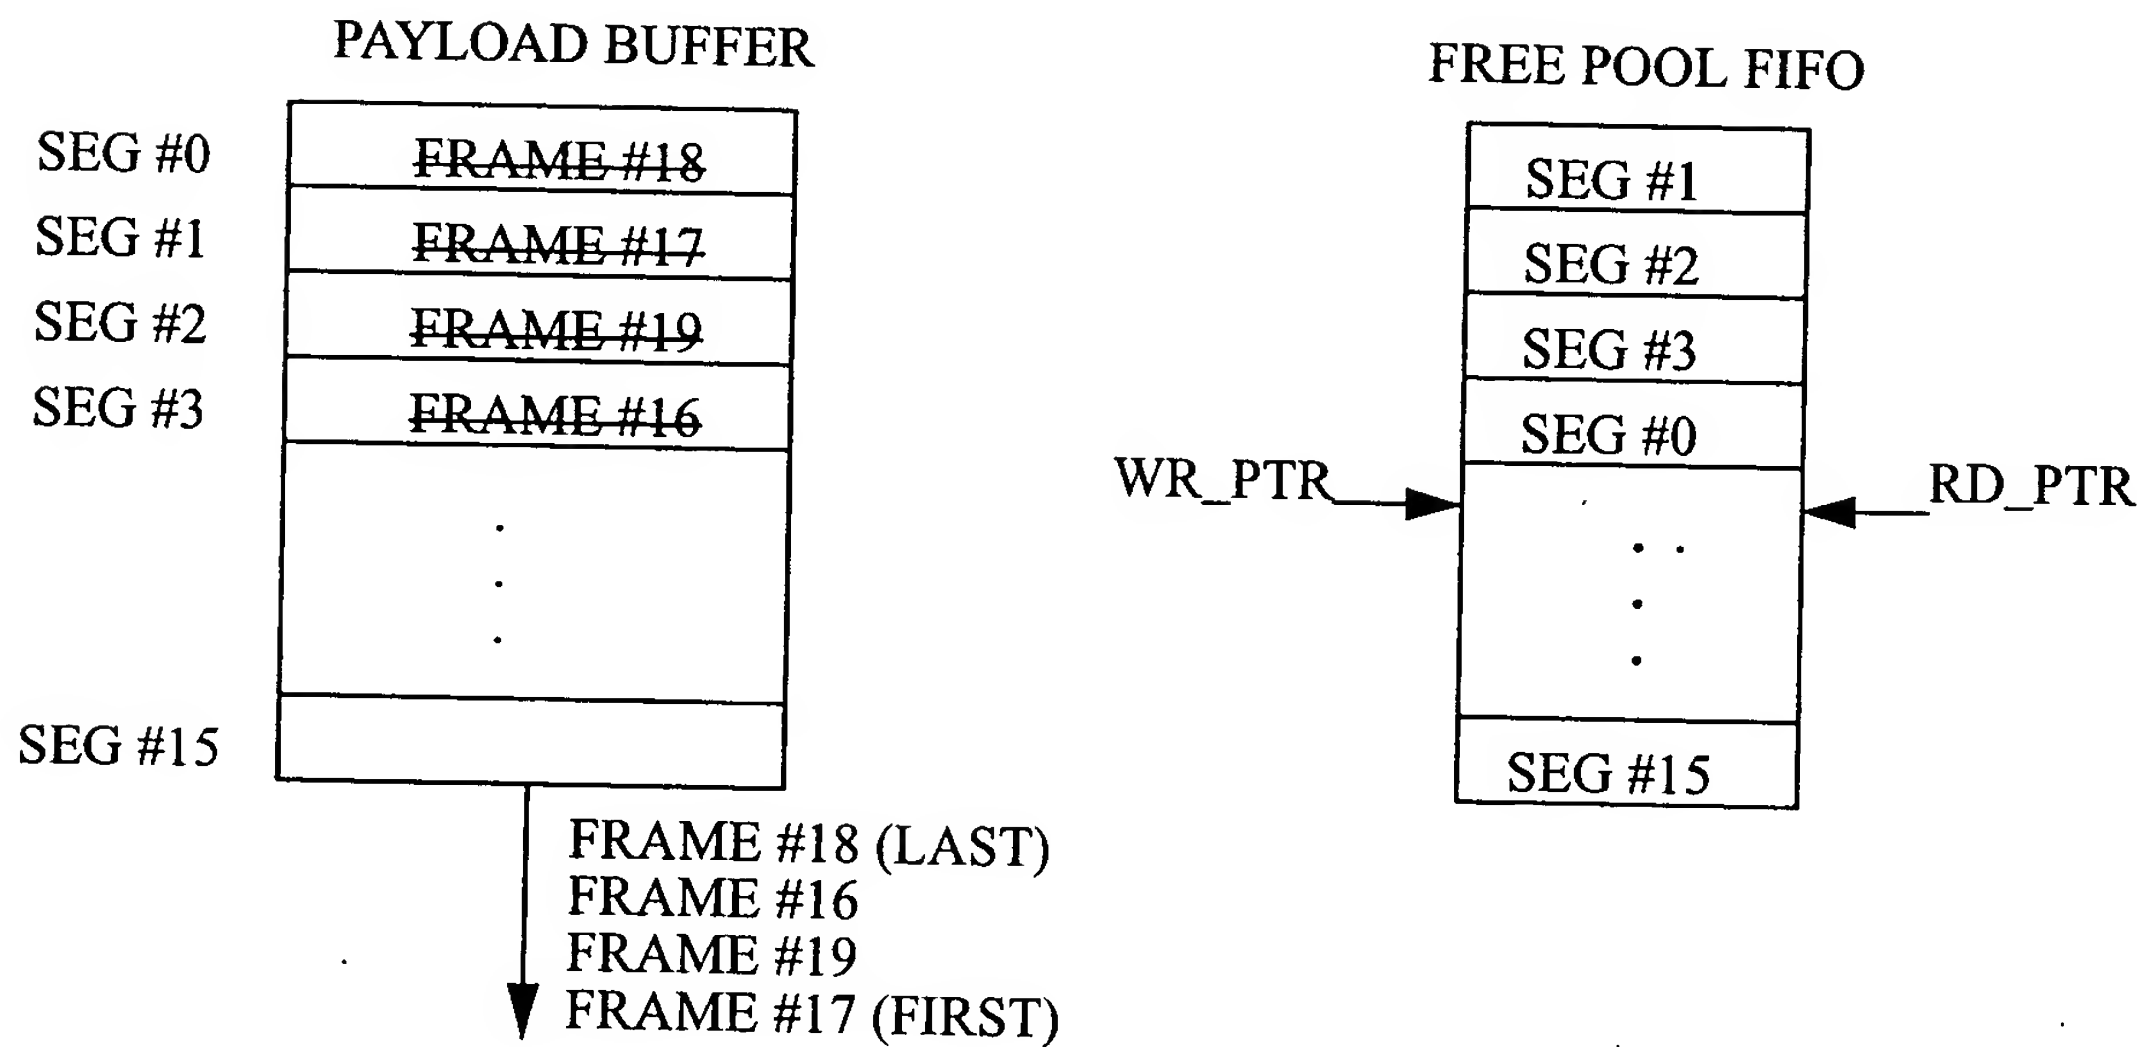 PAYLOAD BUFFER
SEG #0
FRAME #18
SEG #1
FRAME #17
SEG #2
FRAME #19
SEG #3
FRAME #16
SEG #15
FRAME #18 (LAST)
FRAME #16
FRAME #19
FRAME #17 (FIRST)
FREE POOL FIFO
SEG #1
SEG #2
SEG #3
SEG #0
WR_PTR
RD_PTR
SEG #15